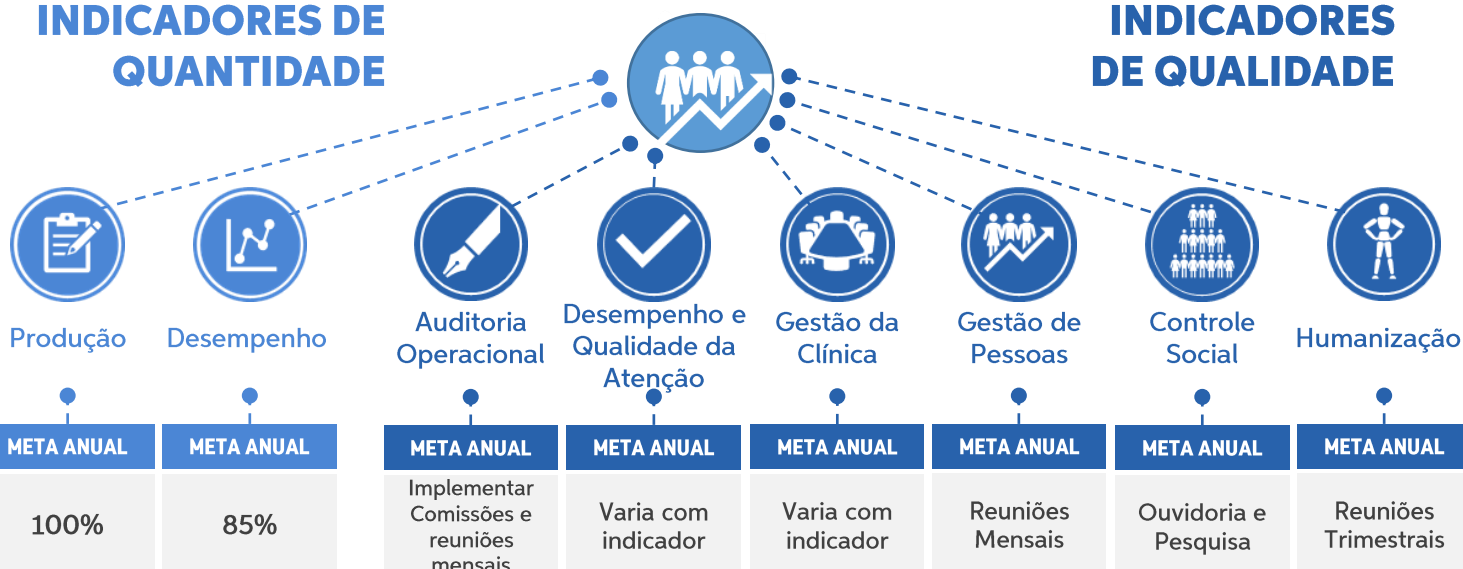 INDICADORES DE
QUANTIDADE
INDICADORES
DE QUALIDADE
Produção
Desempenho
Auditoria
Operacional
Desempenho e
Qualidade da
Atenção
Gestão da
Clínica
Gestão de
Pessoas
Controle
Social
Humanização
META ANUAL
META ANUAL
META ANUAL
META ANUAL
META ANUAL
META ANUAL
META ANUAL
META ANUAL
100%
85%
Implementar
Comissões e
reuniões
mensais
Varia com
indicador
Varia com
indicador
Reuniões
Mensais
Ouvidoria e
Pesquisa
Reuniões
Trimestrais